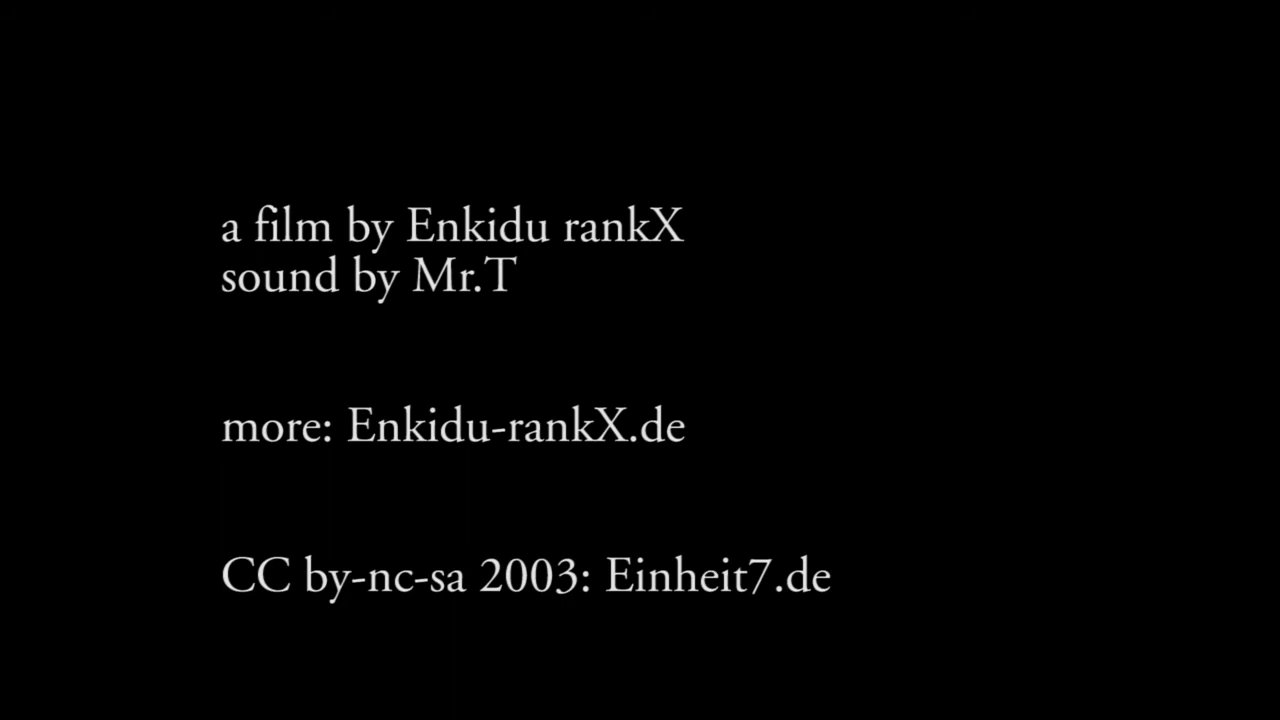 a film by Enkidu rankX
sound by Mr.T
more: Enkidu-rankX.de
CC by-nc-sa 2003: Einheit7.de